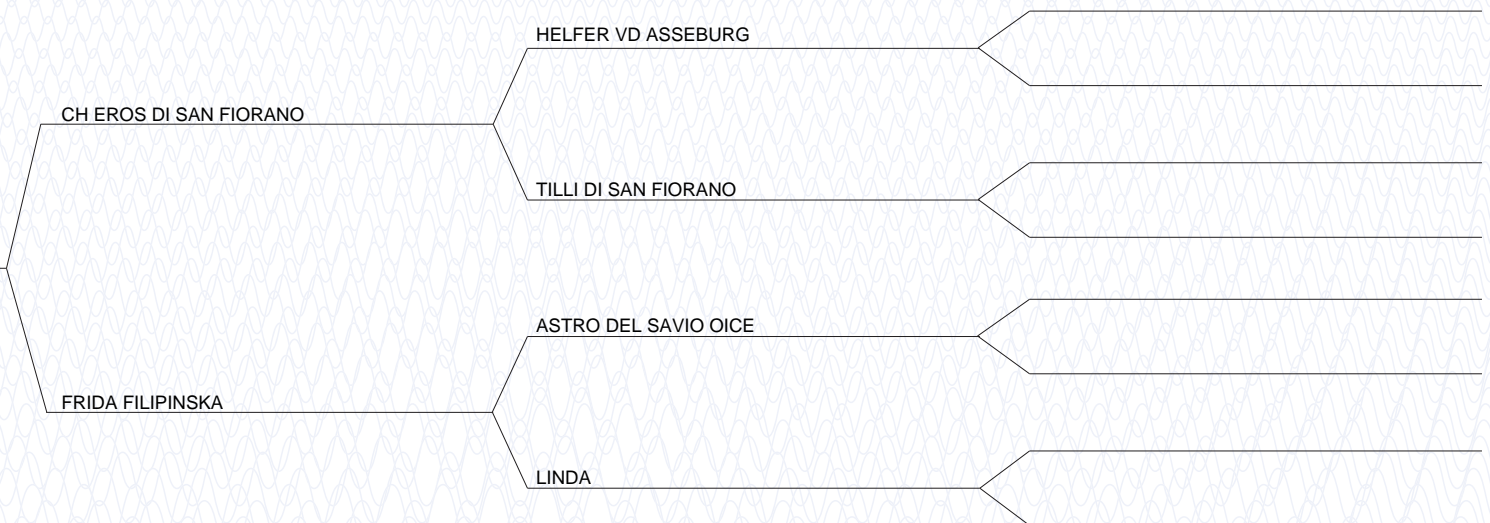 HELFER VD ASSEBURG
CH EROS DI SAN FIORANO
TILLI DI SAN FIORANO
ASTRO DEL SAVIO OICE
FRIDA FILIPINSKA
LINDA